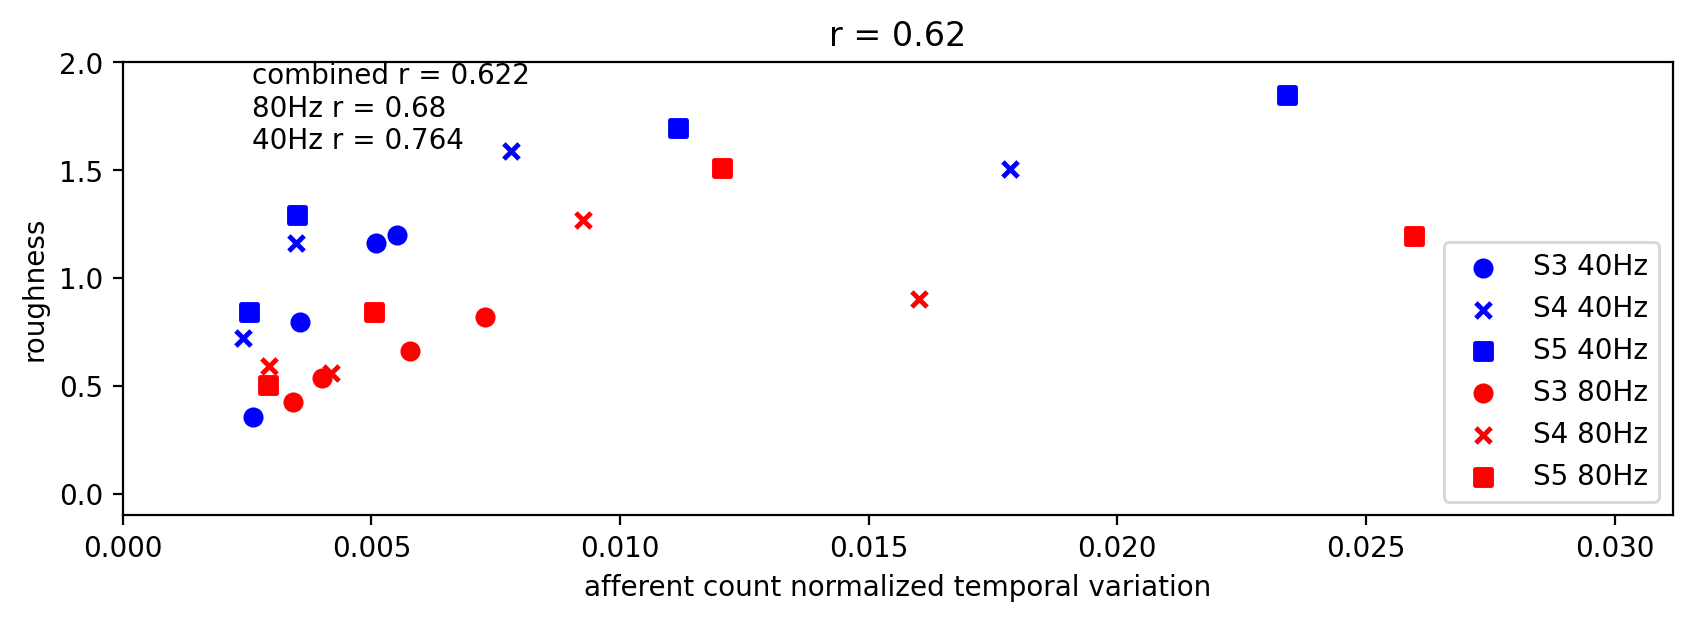 r = 0.62
combined r = 0.622
80Hz r = 0.68
40Hz r = 0.764
2.0
1.5
1.0
0.5
0.0
roughness
S3 40Hz
S4 40Hz
S5 40Hz
S3 80Hz
S4 80Hz
S5 80Hz
0.000 0.005 0.010 0.015 0.020 0.025 0.030
afferent count normalized temporal variation